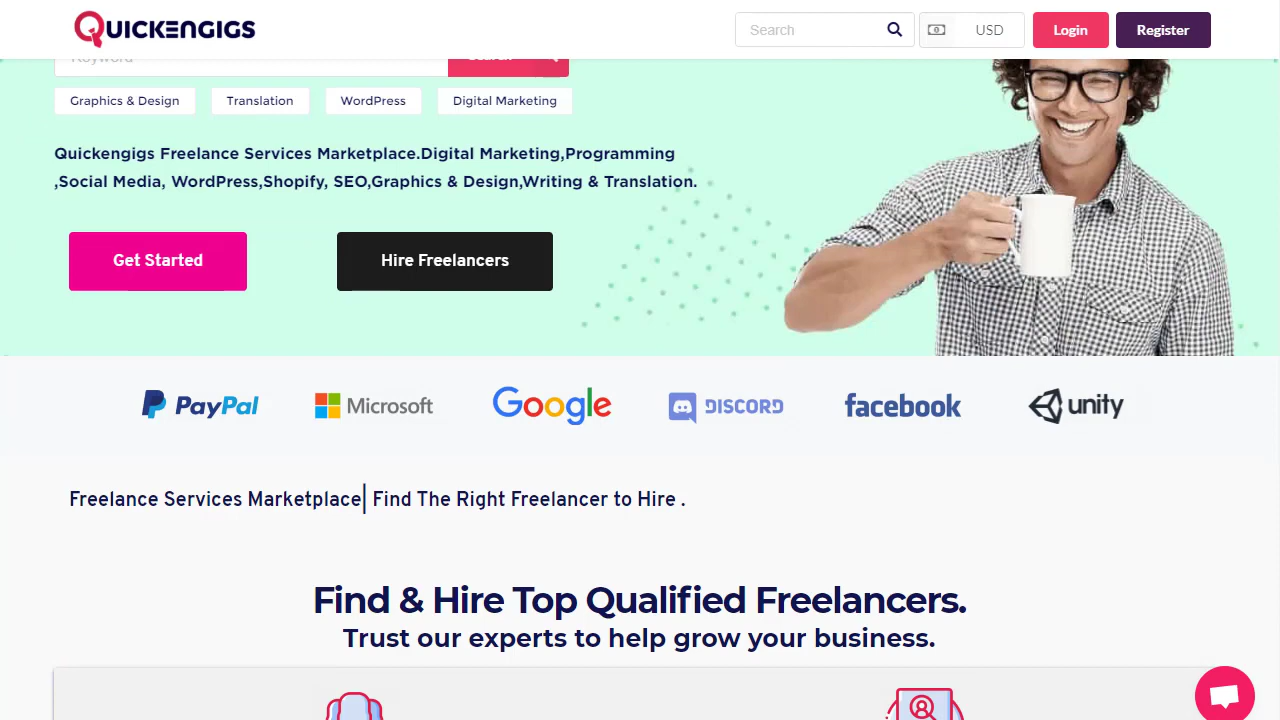 QUICKENGIGS
Search
USD
Login
Register
Keyword
Search
Graphics & Design
Translation
WordPress
Digital Marketing
Quickengigs Freelance Services Marketplace.Digital Marketing,Programming
,Social Media, WordPress,Shopify, SEO,Graphics & Design,Writing & Translation.
Get Started
Hire Freelancers
PayPal
Microsoft
Google
DISCORD
facebook
unity
Freelance Services Marketplace| Find The Right Freelancer to Hire .
Find & Hire Top Qualified Freelancers.
Trust our experts to help grow your business.